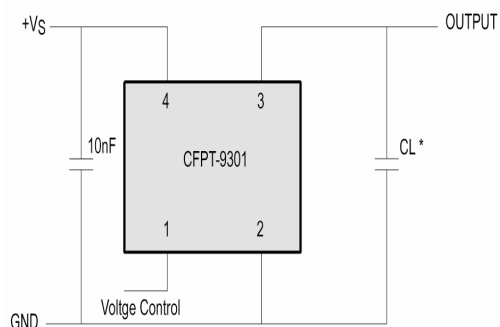 +VS
OUTPUT
4
3
10nF
CFPT-9301
CL *
1
2
Voltge Control
GND